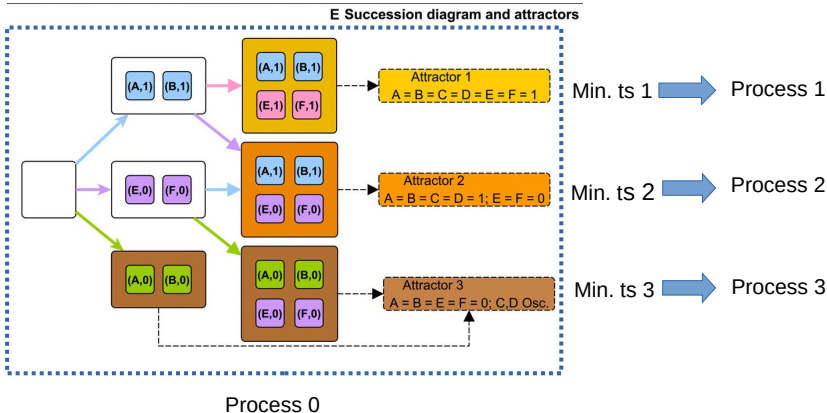 E Succession diagram and attractors
(A,1) (B,1)
(A,1) (B,1)
(E,1) (F,1)
Attractor 1
A = B = C = D = E = F = 1
Min. ts 1
Process 1
(E,0) (F,0)
(A,1) (B,1)
(E,0) (F,0)
Attractor 2
A = B = C = D = 1; E = F = 0
Min. ts 2
Process 2
(A,0) (B,0)
(A,0) (B,0)
(E,0) (F,0)
Attractor 3
A = B = E = F = 0; C,D Osc.
Min. ts 3
Process 3
Process 0